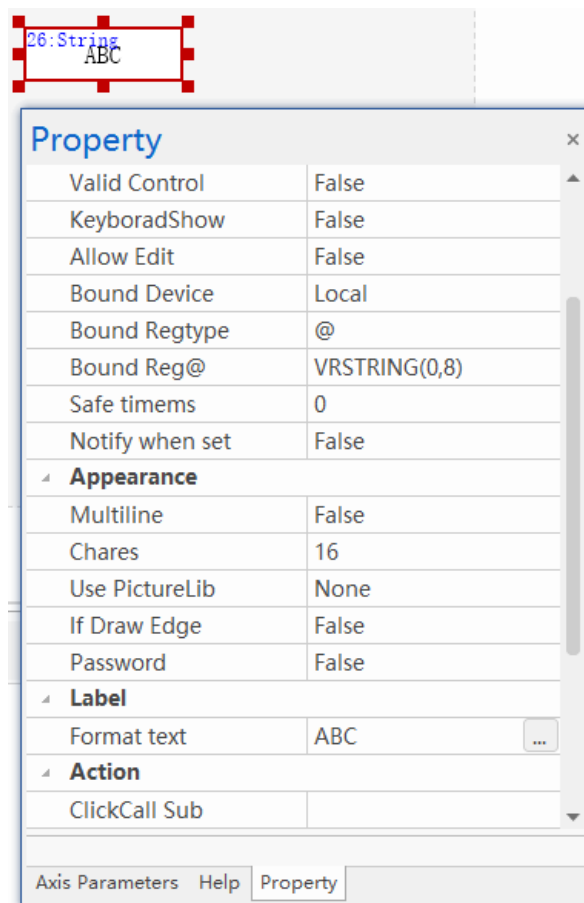 26:String
ABC
Property
Valid Control False
KeyboradShow False
Allow Edit False
Bound Device Local
Bound Regtype @
Bound Reg@ VRSTRING(0,8)
Safe timems 0
Notify when set False
Appearance
Multiline False
Chares 16
Use PictureLib None
If Draw Edge False
Password False
Label
Format text ABC ...
Action
ClickCall Sub
Axis Parameters Help Property